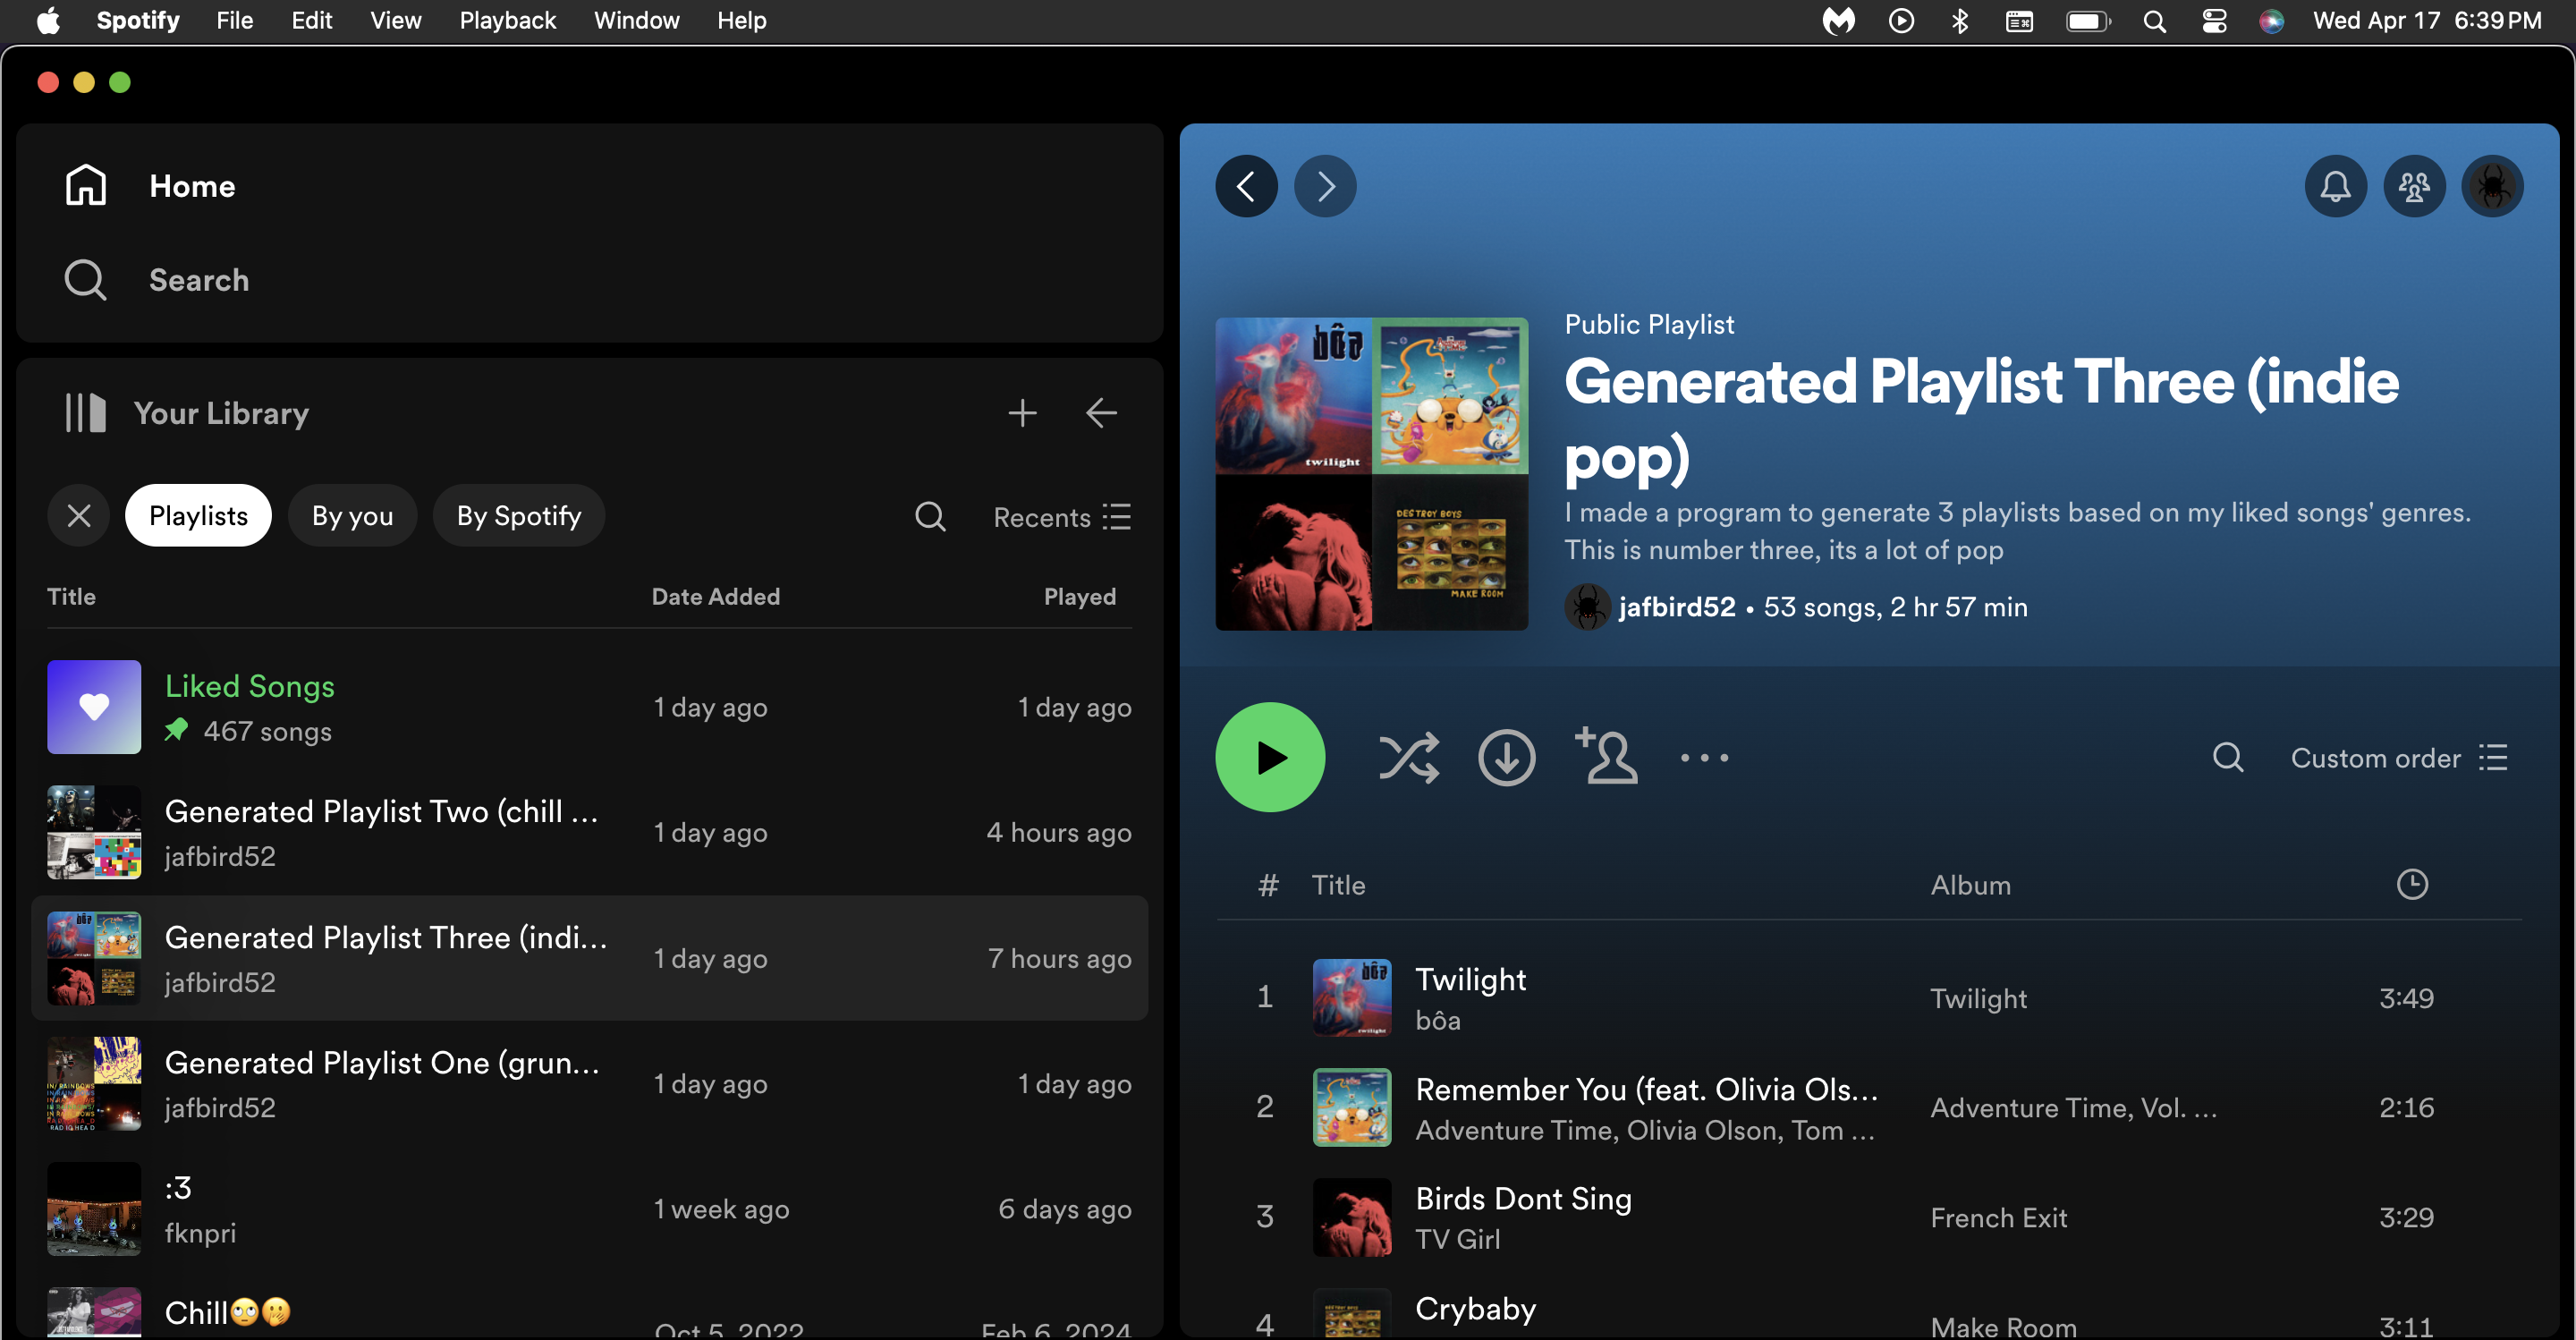 Spotify File Edit View Playback Window Help Wed Apr 17 6:39 PM
Home
Search
Your Library
Playlists By you By Spotify Recents
Title Date Added Played
Liked Songs
467 songs
1 day ago 1 day ago
Generated Playlist Two (chill ...
jafbird52
1 day ago 4 hours ago
Generated Playlist Three (indi...
jafbird52
1 day ago 7 hours ago
Generated Playlist One (grun...
jafbird52
1 day ago 1 day ago
:3
fknpri
1 week ago 6 days ago
Chill🙄🤭
Oct 5, 2022 Feb 6, 2024
bôa
twilight
DESTROY BOYS
MAKE ROOM
Public Playlist
Generated Playlist Three (indie
pop)
I made a program to generate 3 playlists based on my liked songs' genres.
This is number three, its a lot of pop
jafbird52 • 53 songs, 2 hr 57 min
Custom order
# Title Album
1 Twilight Twilight 3:49
bôa
2 Remember You (feat. Olivia Ols... Adventure Time, Vol. ... 2:16
Adventure Time, Olivia Olson, Tom ...
3 Birds Dont Sing French Exit 3:29
TV Girl
4 Crybaby Make Room 3:11